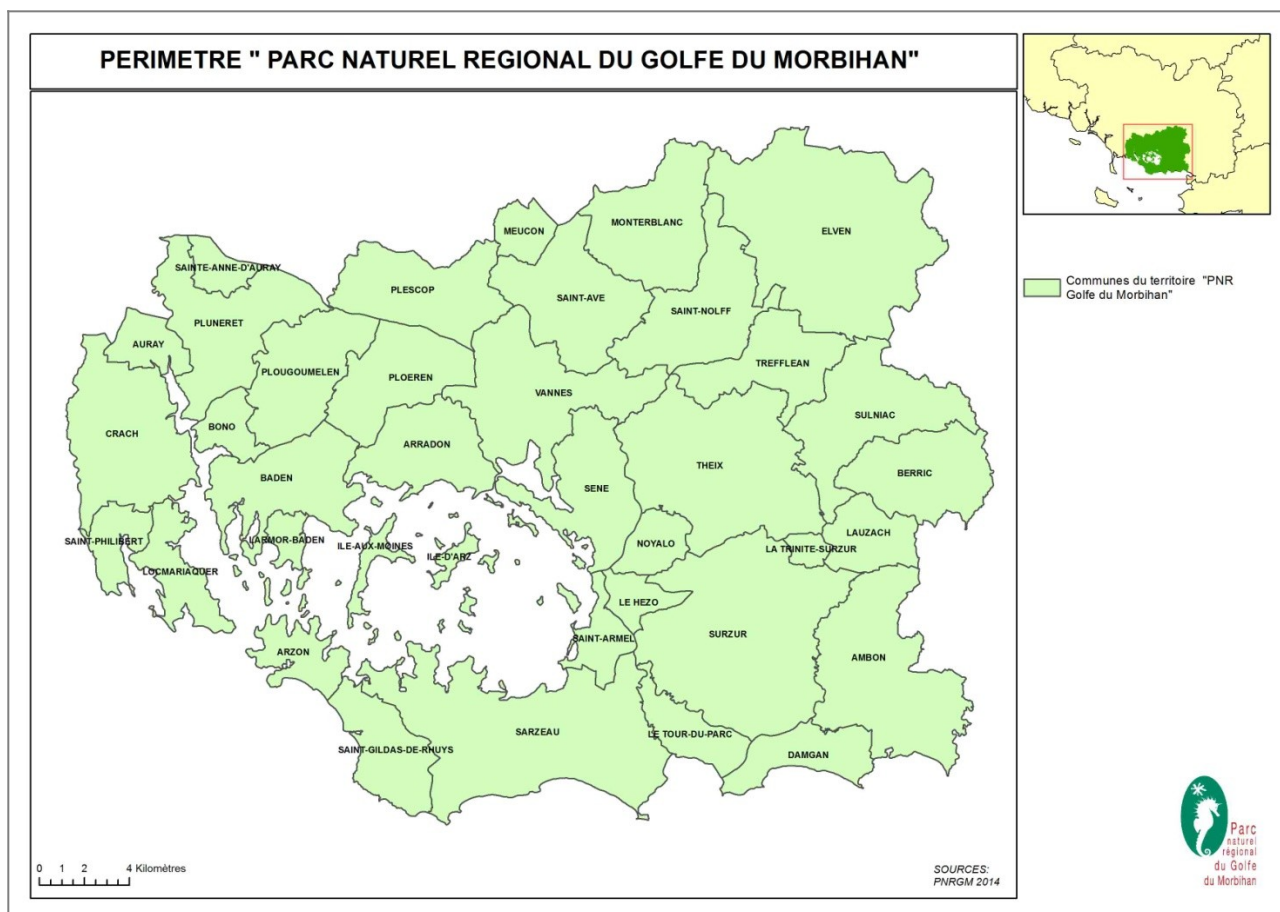 PERIMETRE " PARC NATUREL REGIONAL DU GOLFE DU MORBIHAN"
MEUCON
MONTERBLANC
ELVEN
SAINTE-ANNE-D'AURAY
PLESCOP
SAINT-AVE
SAINT-NOLFF
PLUNERET
AURAY
PLOUGOUMELEN
PLOEREN
VANNES
TREFFLEAN
SULNIAC
CRACH
BONO
ARRADON
BADEN
SENE
THEIX
BERRIC
SAINT-PHILIBERT
LARMOR-BADEN
ILE-AUX-MOINES
ILE-D'ARZ
NOYALO
LA TRINITE-SURZUR
LAUZACH
LOCMARIAQUER
LE HEZO
SAINT-ARMEL
SURZUR
ARZON
AMBON
SAINT-GILDAS-DE-RHUYS
SARZEAU
LE TOUR-DU-PARC
DAMGAN
0 1 2 4 Kilomètres
SOURCES:
PNRGM 2014
Communes du territoire "PNR
Golfe du Morbihan"
Parc
naturel
régional
du Golfe
du Morbihan